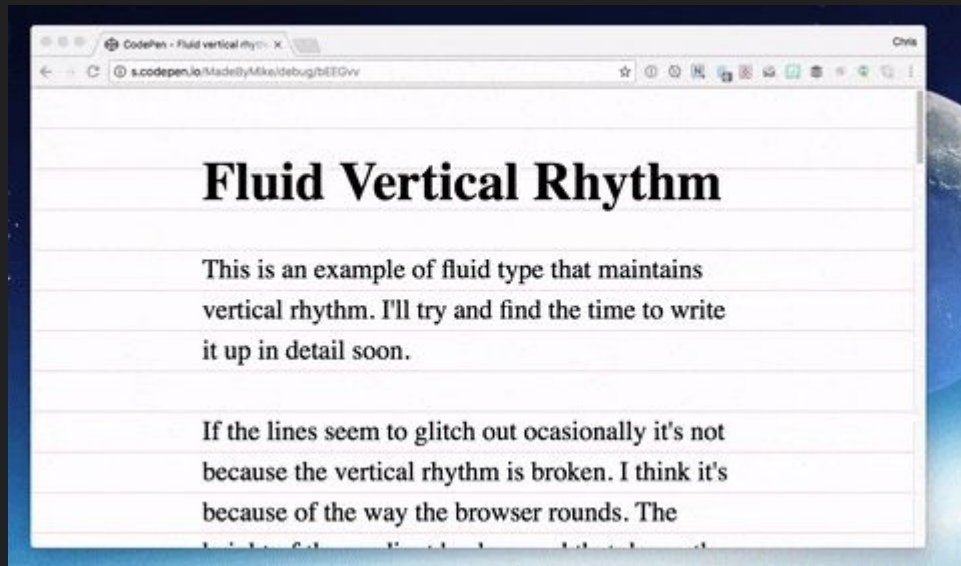 CodePen - Fluid vertical rhyth
Chris
s.codepen.io/MadeByMike/debug/bEEGvv
Fluid Vertical Rhythm
This is an example of fluid type that maintains
vertical rhythm. I'll try and find the time to write
it up in detail soon.
If the lines seem to glitch out ocasionally it's not
because the vertical rhythm is broken. I think it's
because of the way the browser rounds. The